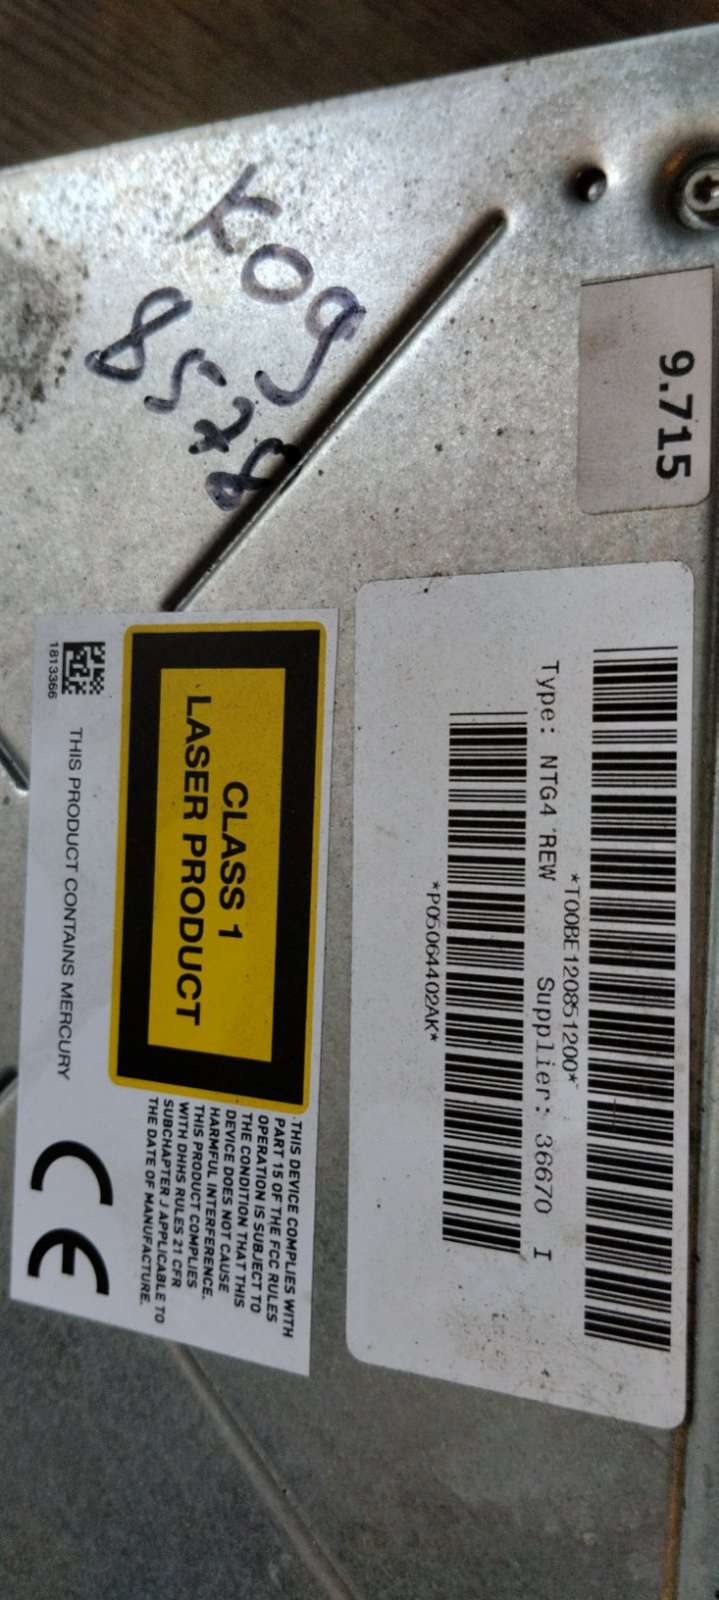 код
8578
9.715
*T00BE120851200*
Type: NTG4 REW Supplier: 36670 I
*P05064402AK*
CLASS 1
LASER PRODUCT
1813366
THIS PRODUCT CONTAINS MERCURY
THIS DEVICE COMPLIES WITH
PART 15 OF THE FCC RULES
OPERATION IS SUBJECT TO
THE CONDITION THAT THIS
DEVICE DOES NOT CAUSE
HARMFUL INTERFERENCE.
THIS PRODUCT COMPLIES
WITH DHHS RULES 21 CFR
SUBCHAPTER J APPLICABLE TO
THE DATE OF MANUFACTURE.
CE